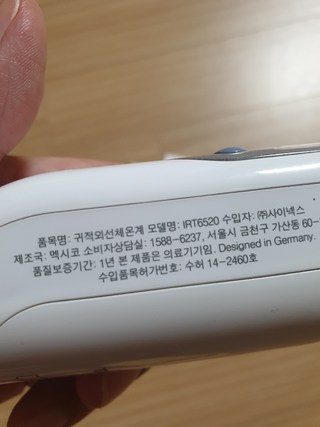 품목명: 귀적외선체온계 모델명: IRT6520 수입자: ㈜사이넥스
제조국: 멕시코 소비자상담실: 1588-6237, 서울시 금천구 가산동 60-
품질보증기간: 1년 본 제품은 의료기기임. Designed in Germany.
수입품목허가번호: 수허 14-2460호